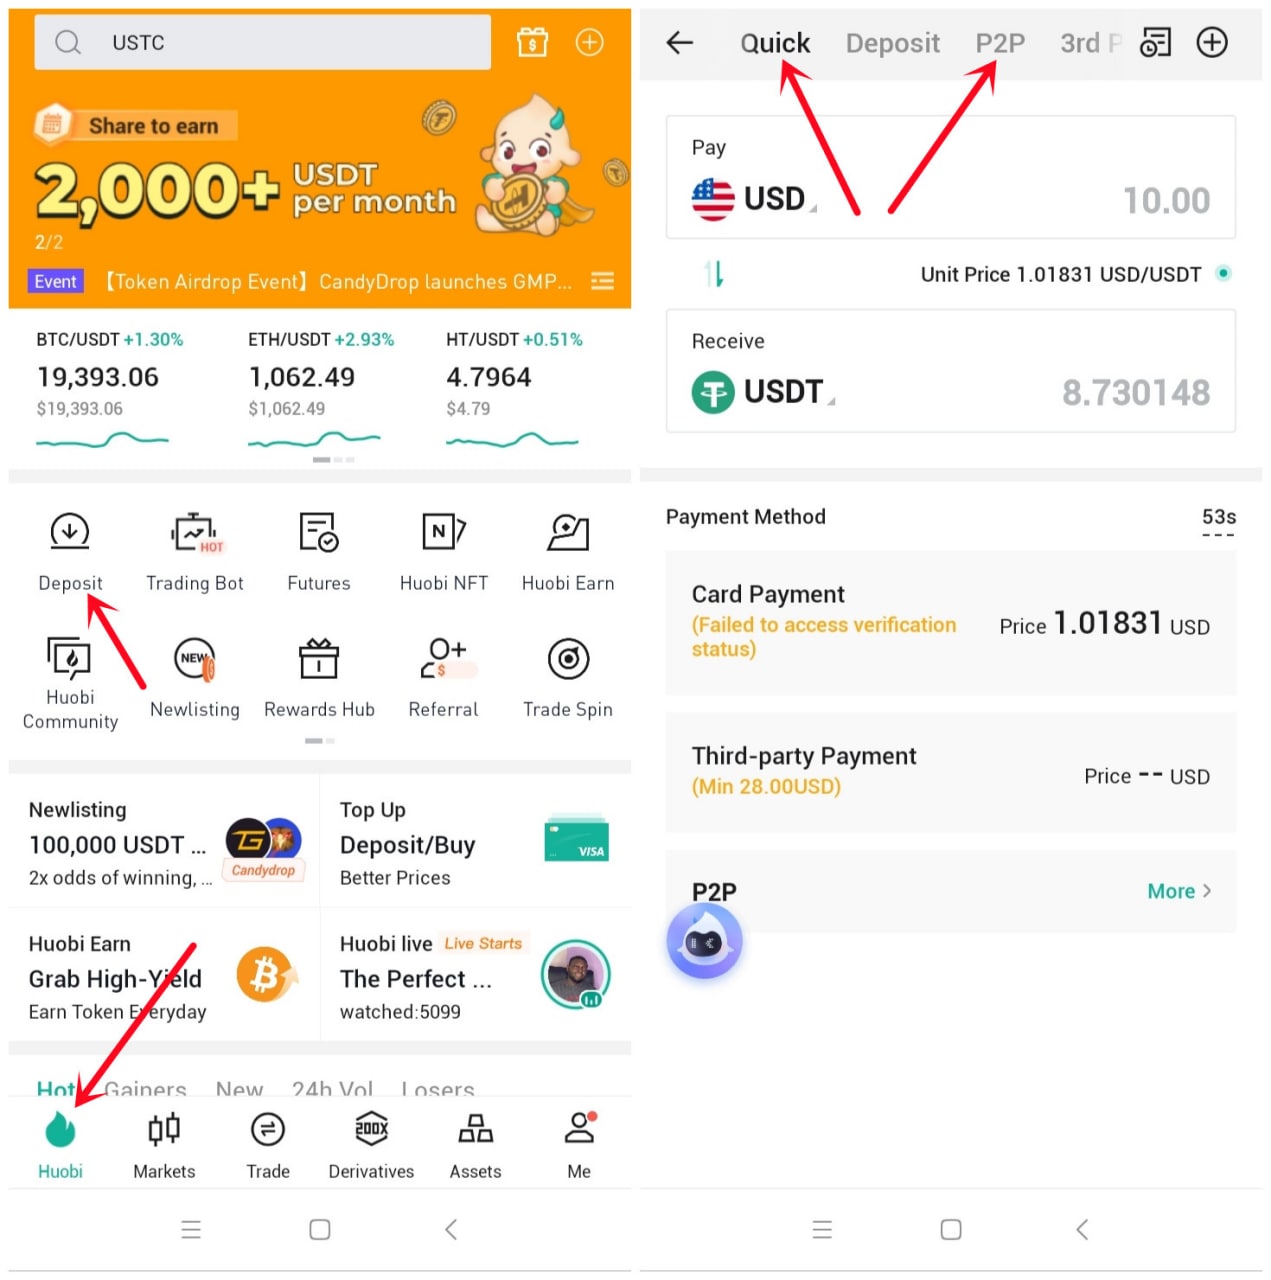 USTC
Share to earn
2,000+ USDT per month
2/2
Event 【Token Airdrop Event】CandyDrop launches GMP...
BTC/USDT +1.30%
19,393.06
$19,393.06
ETH/USDT +2.93%
1,062.49
$1,062.49
HT/USDT +0.51%
4.7964
$4.79
Deposit
Trading Bot
HOT
Futures
N
Huobi NFT
Huobi Earn
Huobi
Community
NEW
Newlisting
Rewards Hub
$
Referral
Trade Spin
Newlisting
100,000 USDT ...
2x odds of winning, ...
Candydrop
Top Up
Deposit/Buy
Better Prices
VISA
Huobi Earn
Grab High-Yield
Earn Token Everyday
Huobi live Live Starts
The Perfect ...
watched:5099
Hot Gainers New 24h Vol Losers
200X
Huobi Markets Trade Derivatives Assets Me
Quick Deposit P2P 3rd P
Pay
USD 10.00
Unit Price 1.01831 USD/USDT
Receive
USDT 8.730148
Payment Method 53s
Card Payment
(Failed to access verification
status)
Price 1.01831 USD
Third-party Payment
(Min 28.00USD)
Price -- USD
P2P More >